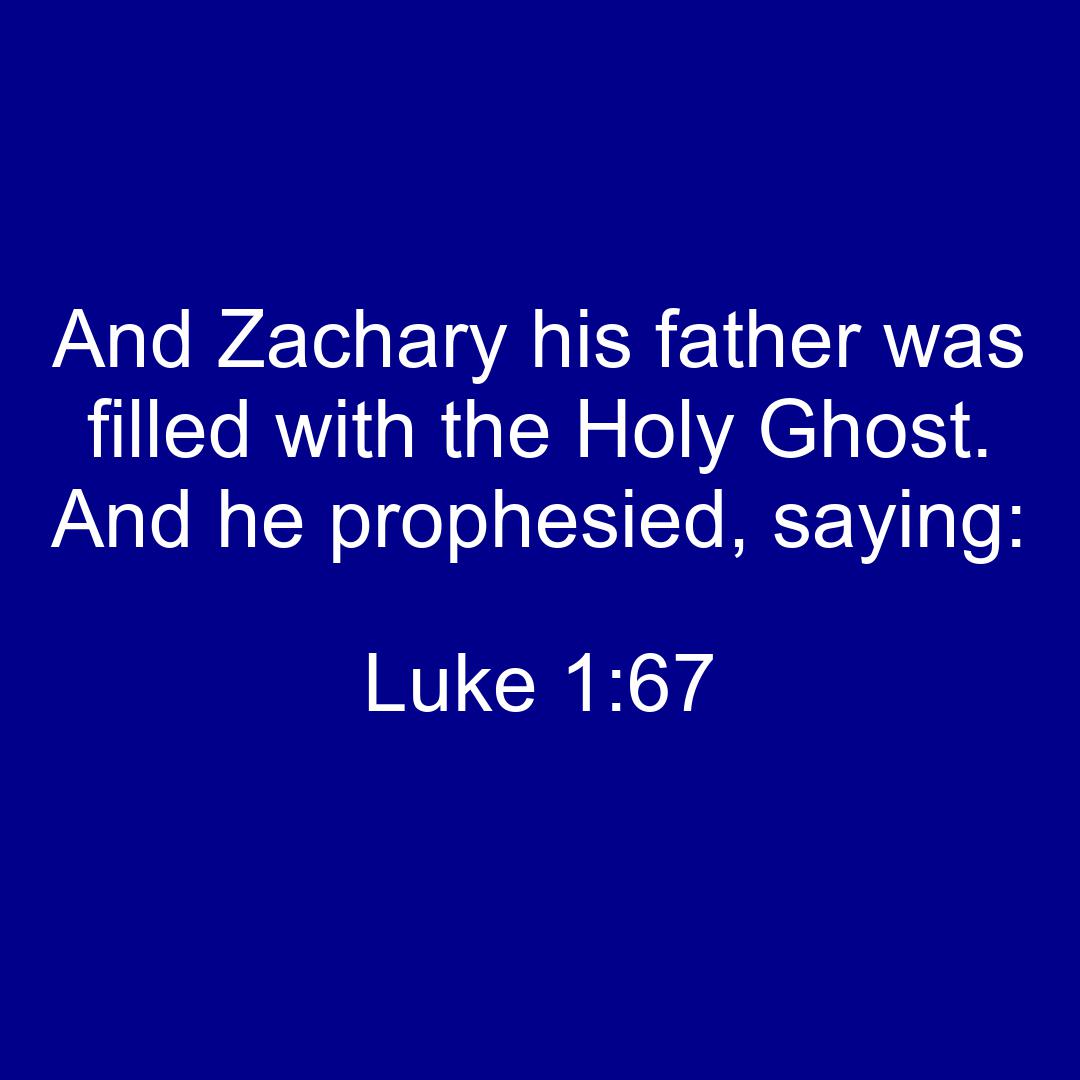 And Zachary his father was
filled with the Holy Ghost.
And he prophesied, saying:
Luke 1:67